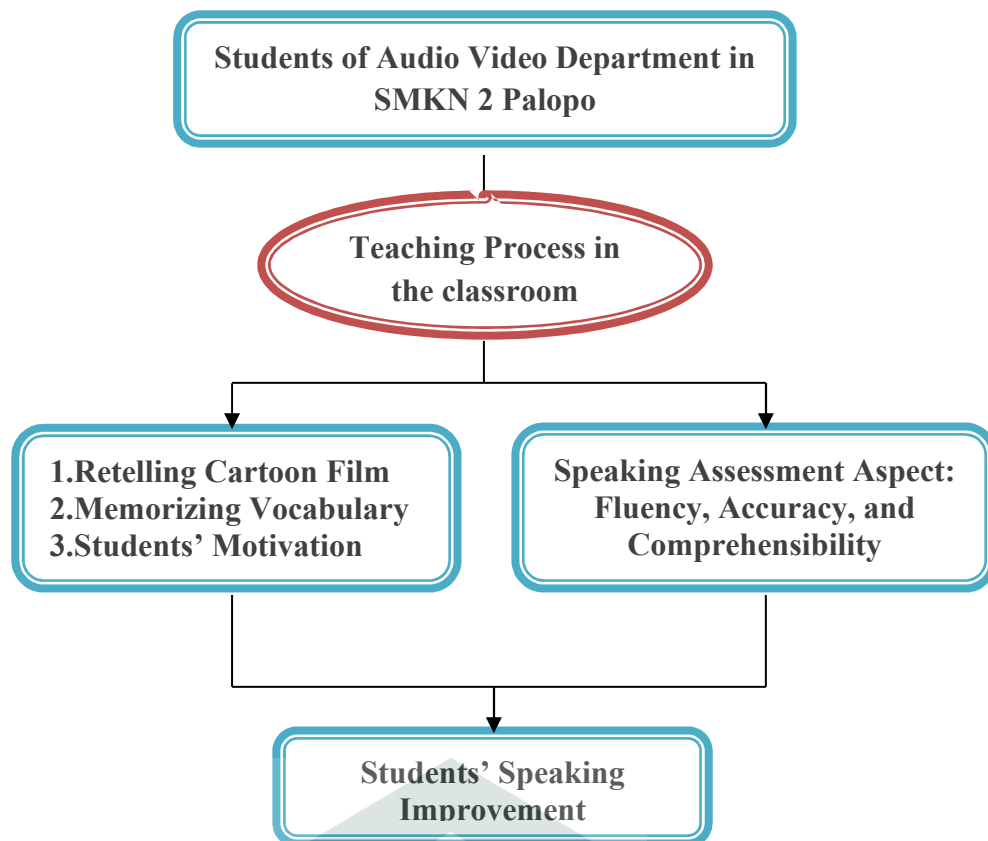 Students of Audio Video Department in
SMKN 2 Palopo
Teaching Process in
the classroom
1.Retelling Cartoon Film
2.Memorizing Vocabulary
3.Students’ Motivation
Speaking Assessment Aspect:
Fluency, Accuracy, and
Comprehensibility
Students’ Speaking
Improvement